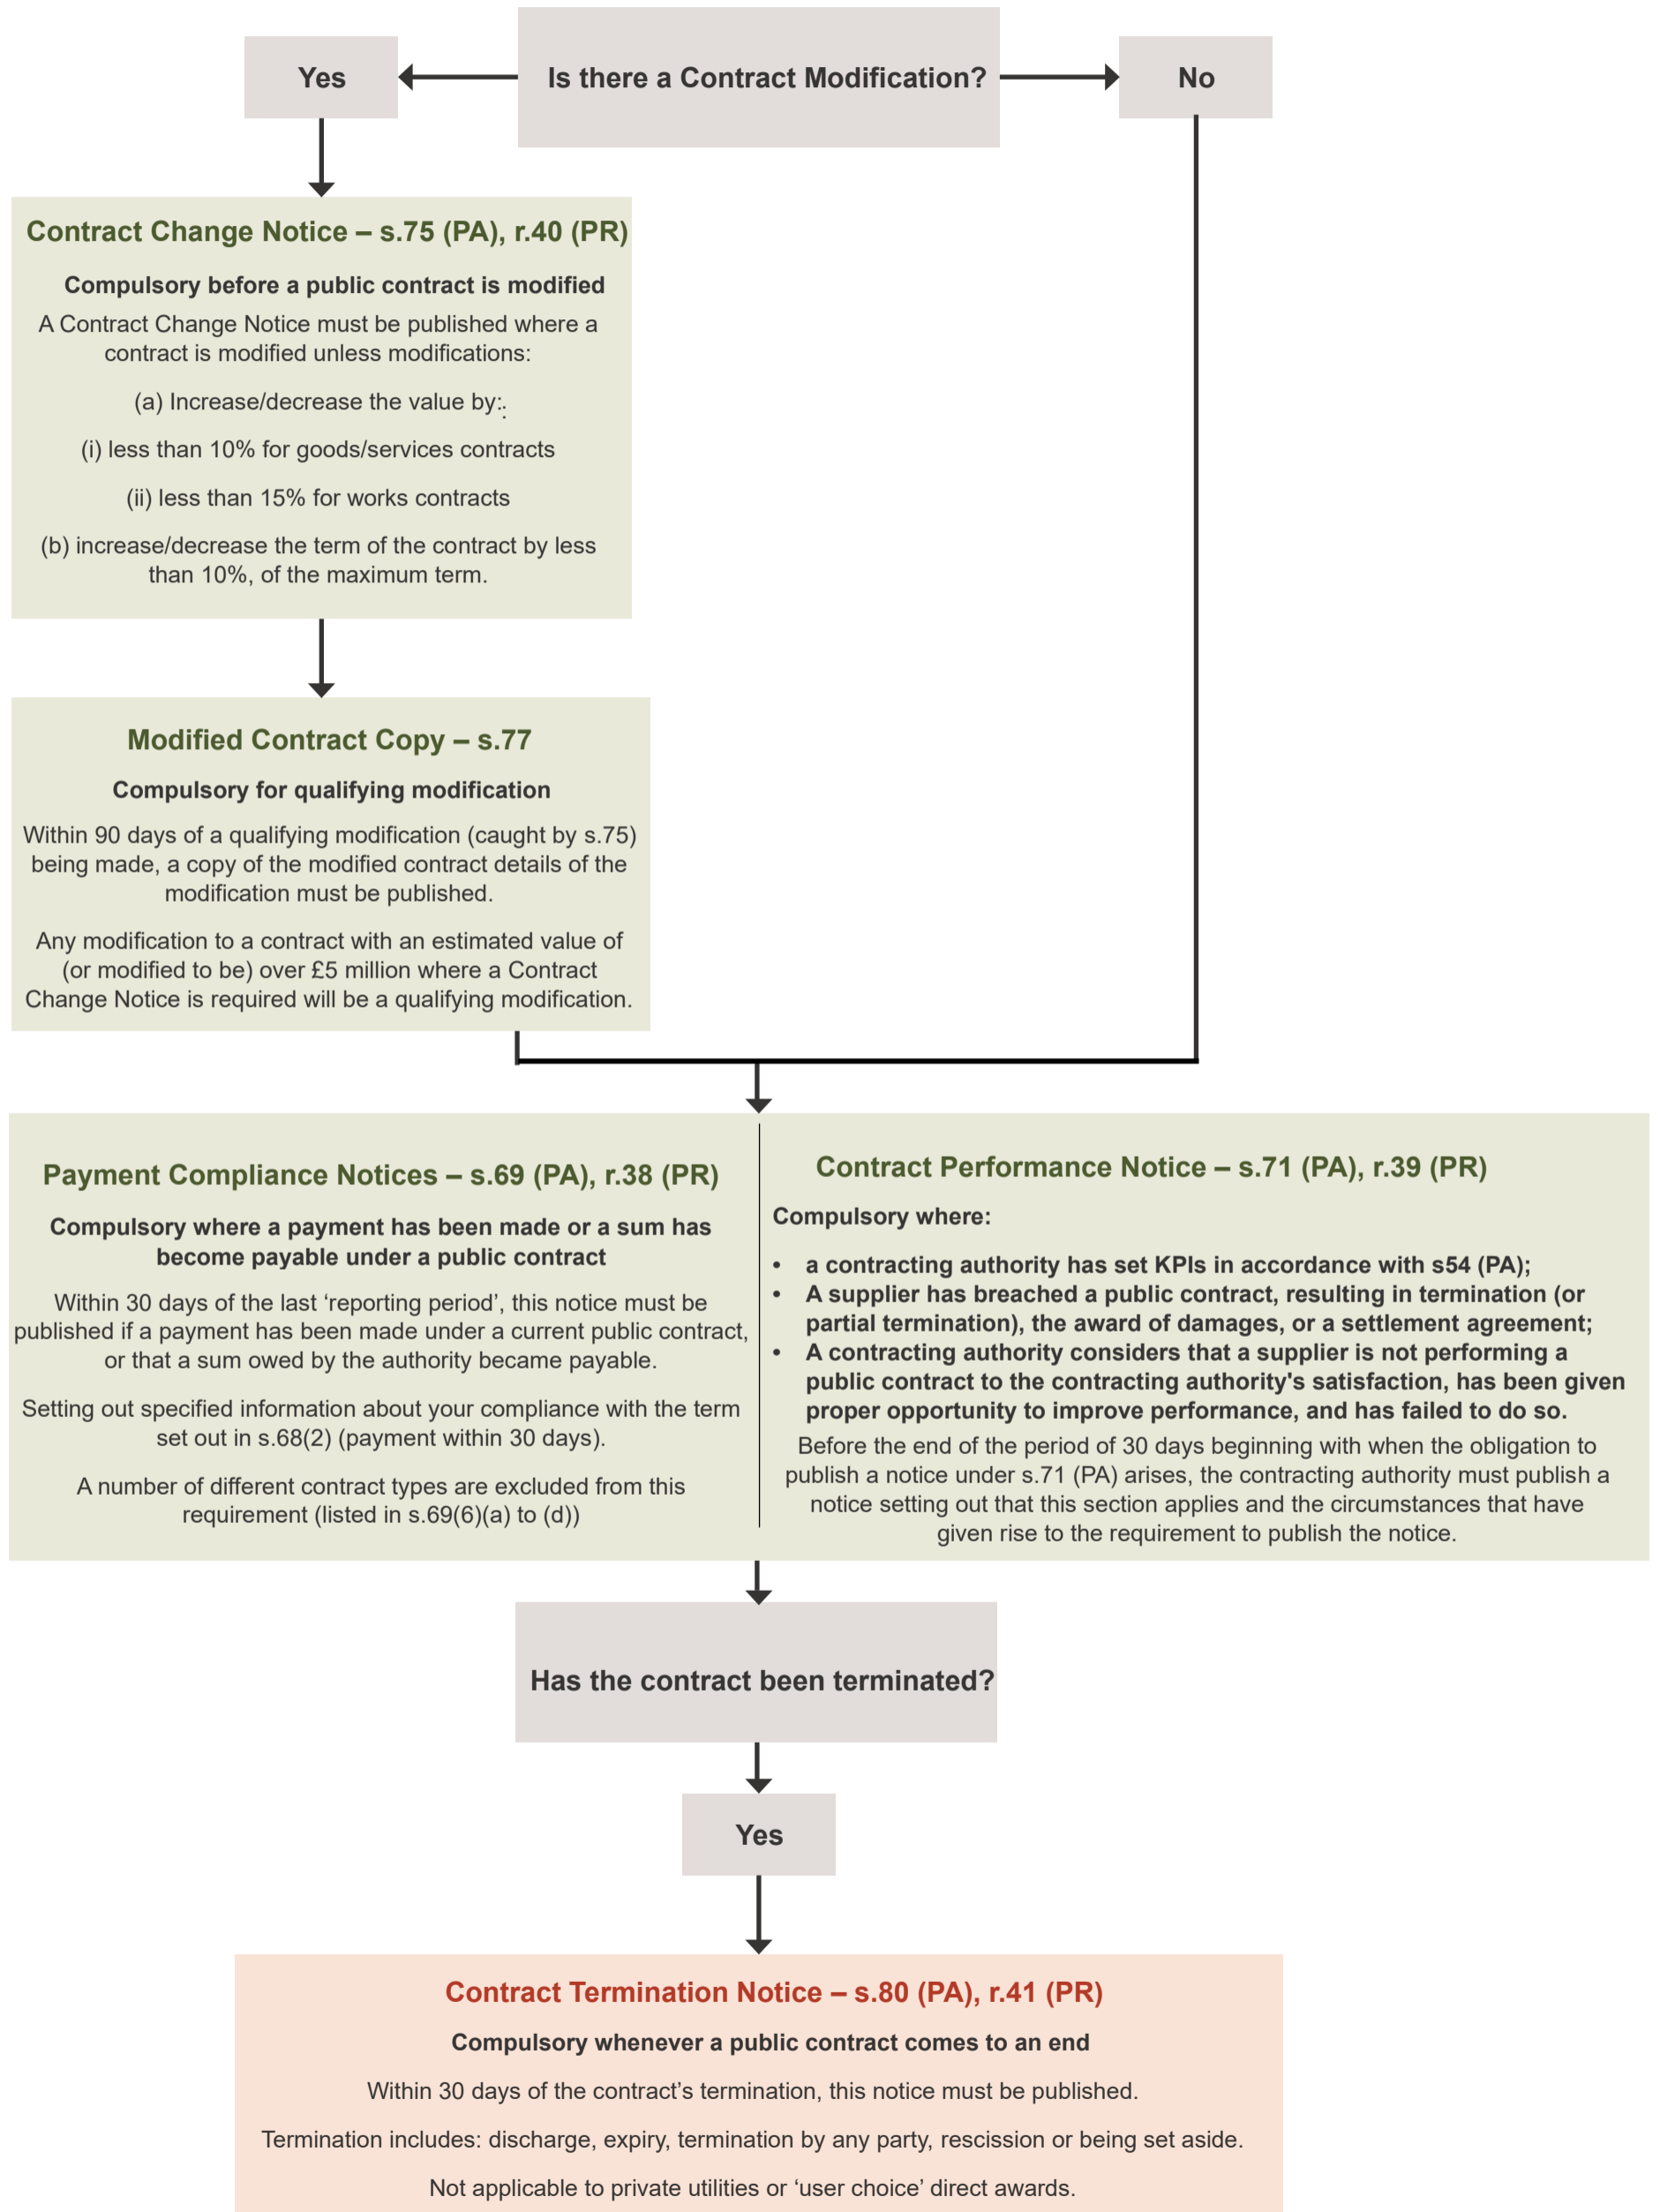 Is there a Contract Modification?
Yes
No
Contract Change Notice – s.75 (PA), r.40 (PR)
Compulsory before a public contract is modified
A Contract Change Notice must be published where a
contract is modified unless modifications:
(a) Increase/decrease the value by::
(i) less than 10% for goods/services contracts
(ii) less than 15% for works contracts
(b) increase/decrease the term of the contract by less
than 10%, of the maximum term.
Modified Contract Copy – s.77
Compulsory for qualifying modification
Within 90 days of a qualifying modification (caught by s.75)
being made, a copy of the modified contract details of the
modification must be published.
Any modification to a contract with an estimated value of
(or modified to be) over £5 million where a Contract
Change Notice is required will be a qualifying modification.
Payment Compliance Notices – s.69 (PA), r.38 (PR)
Compulsory where a payment has been made or a sum has
become payable under a public contract
Within 30 days of the last ‘reporting period’, this notice must be
published if a payment has been made under a current public contract,
or that a sum owed by the authority became payable.
Setting out specified information about your compliance with the term
set out in s.68(2) (payment within 30 days).
A number of different contract types are excluded from this
requirement (listed in s.69(6)(a) to (d))
Contract Performance Notice – s.71 (PA), r.39 (PR)
Compulsory where:
• a contracting authority has set KPIs in accordance with s54 (PA);
• A supplier has breached a public contract, resulting in termination (or
partial termination), the award of damages, or a settlement agreement;
• A contracting authority considers that a supplier is not performing a
public contract to the contracting authority's satisfaction, has been given
proper opportunity to improve performance, and has failed to do so.
Before the end of the period of 30 days beginning with when the obligation to
publish a notice under s.71 (PA) arises, the contracting authority must publish a
notice setting out that this section applies and the circumstances that have
given rise to the requirement to publish the notice.
Has the contract been terminated?
Yes
Contract Termination Notice – s.80 (PA), r.41 (PR)
Compulsory whenever a public contract comes to an end
Within 30 days of the contract’s termination, this notice must be published.
Termination includes: discharge, expiry, termination by any party, rescission or being set aside.
Not applicable to private utilities or ‘user choice’ direct awards.